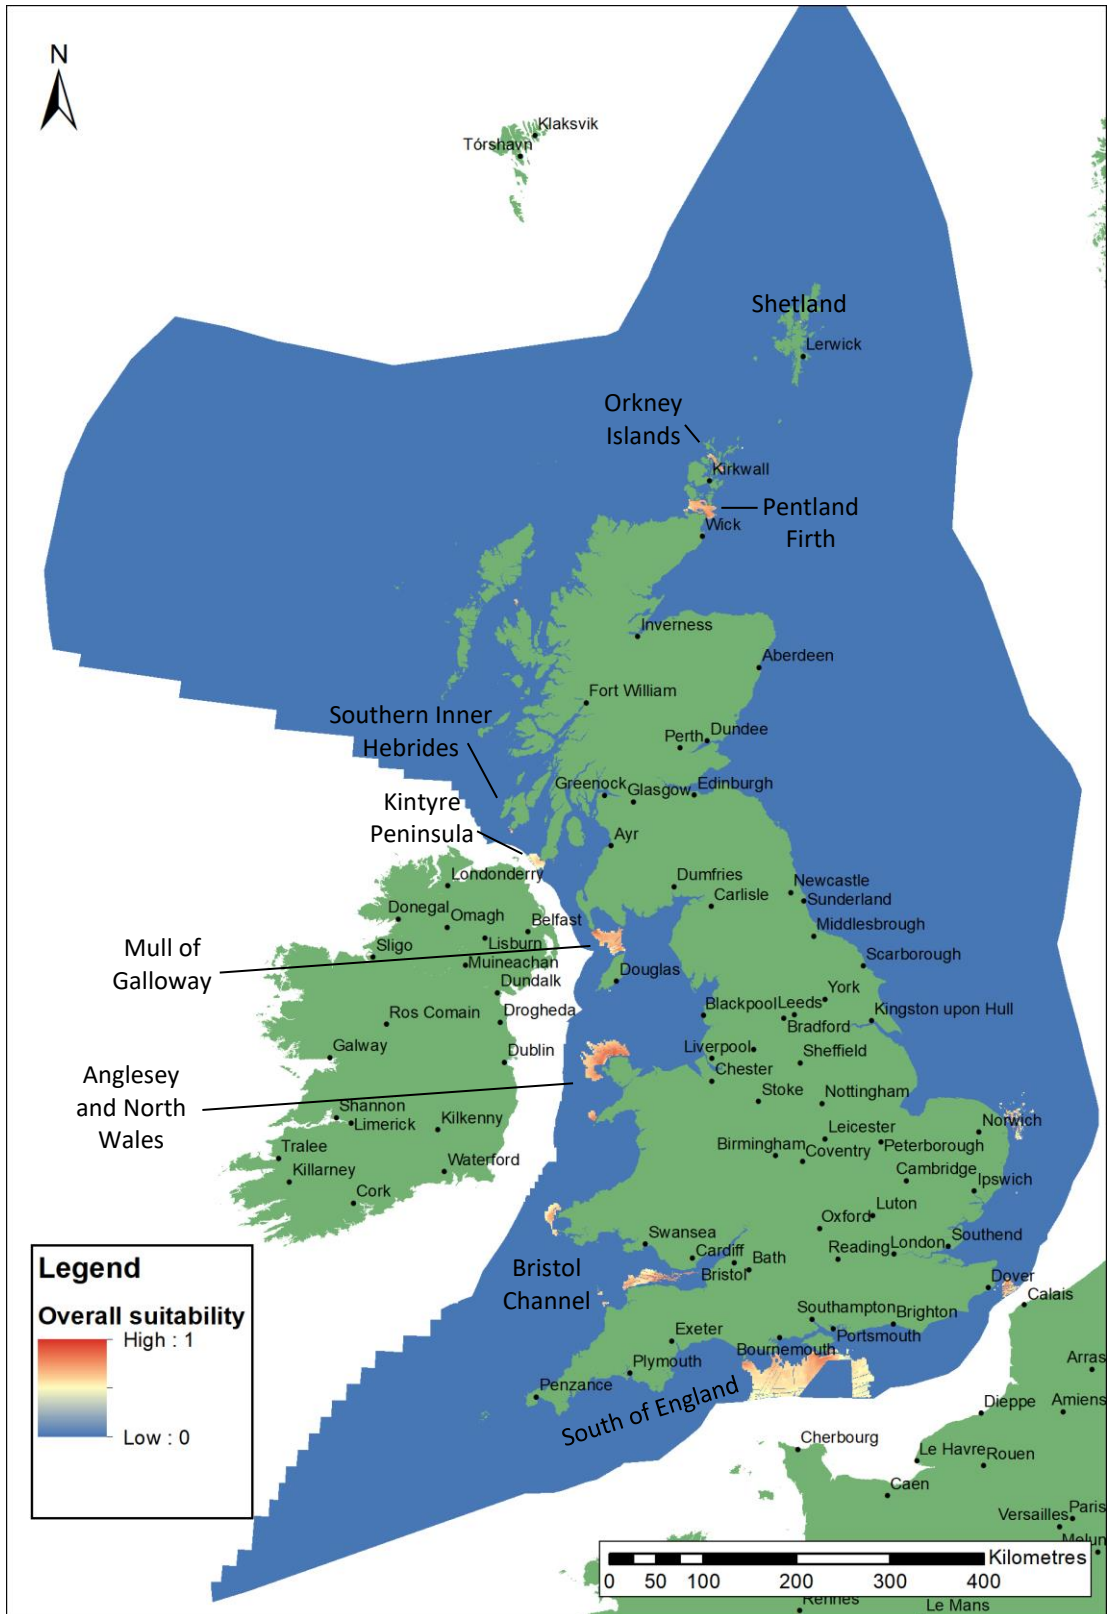 N
Klaksvik
Tórshavn
Shetland
Lerwick
Orkney
Islands
Kirkwall
Pentland
Firth
Wick
Inverness
Aberdeen
Fort William
Southern Inner
Hebrides
Perth
Dundee
Greenock
Glasgow
Edinburgh
Kintyre
Peninsula
Ayr
Londonderry
Dumfries
Carlisle
Newcastle
Sunderland
Donegal
Omagh
Belfast
Lisburn
Middlesbrough
Mull of
Galloway
Sligo
Muineachan
Scarborough
Douglas
Dundalk
York
Blackpool
Leeds
Bradford
Kingston upon Hull
Ros Comain
Drogheda
Galway
Dublin
Liverpool
Sheffield
Chester
Anglesey
and North
Wales
Stoke
Nottingham
Shannon
Limerick
Kilkenny
Leicester
Norwich
Peterborough
Birmingham
Coventry
Tralee
Killarney
Waterford
Cambridge
Ipswich
Cork
Luton
Oxford
Swansea
Cardiff
Bath
Bristol
Reading
London
Southend
Bristol
Channel
Dover
Calais
Southampton
Brighton
Portsmouth
Bournemouth
Exeter
Plymouth
Penzance
South of England
Arras
Dieppe
Amiens
Cherbourg
Le Havre
Rouen
Caen
Versailles
Paris
Melun
Rennes
Le Mans
Legend
Overall suitability
High : 1
Low : 0
Kilometres
0 50 100 200 300 400